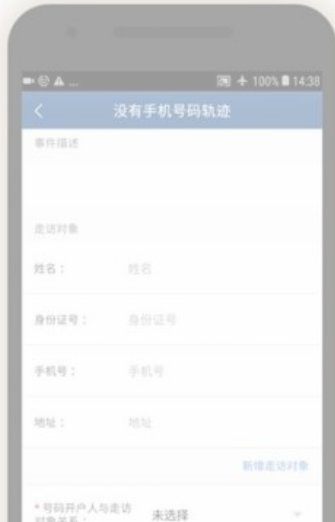 100% 14:38
没有手机号码轨迹
事件描述
走访对象
姓名： 姓名
身份证号： 身份证号
手机号： 手机号
地址： 地址
新增走访对象
* 号码开户人与走访 未选择
对象关系：